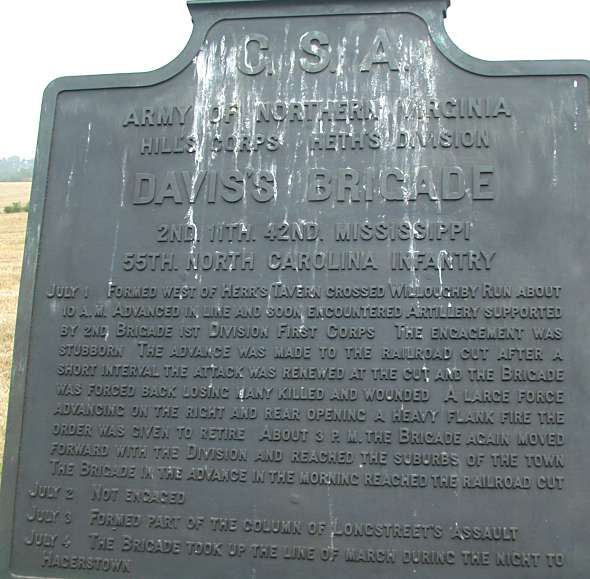 C. S. A.
ARMY OF NORTHERN VIRGINIA
HILL'S CORPS HETH'S DIVISION
DAVIS'S BRIGADE
2ND. 11TH. 42ND. MISSISSIPPI
55TH. NORTH CAROLINA INFANTRY
JULY 1 FORMED WEST OF HERR'S TAVERN CROSSED WILLOUGHBY RUN ABOUT
10 A.M. ADVANCED IN LINE AND SOON ENCOUNTERED ARTILLERY SUPPORTED
BY 2ND. BRIGADE 1ST DIVISION FIRST CORPS THE ENGAGEMENT WAS
STUBBORN THE ADVANCE WAS MADE TO THE RAILROAD CUT AFTER A
SHORT INTERVAL THE ATTACK WAS RENEWED AT THE CUT AND THE BRIGADE
WAS FORCED BACK LOSING MANY KILLED AND WOUNDED A LARGE FORCE
ADVANCING ON THE RIGHT AND REAR OPENING A HEAVY FLANK FIRE THE
ORDER WAS GIVEN TO RETIRE ABOUT 3 P.M. THE BRIGADE AGAIN MOVED
FORWARD WITH THE DIVISION AND REACHED THE SUBURBS OF THE TOWN
THE BRIGADE IN THE ADVANCE IN THE MORNING REACHED THE RAILROAD CUT
JULY 2 NOT ENGAGED
JULY 3 FORMED PART OF THE COLUMN OF LONGSTREET'S ASSAULT
JULY 4 THE BRIGADE TOOK UP THE LINE OF MARCH DURING THE NIGHT TO
HAGERSTOWN